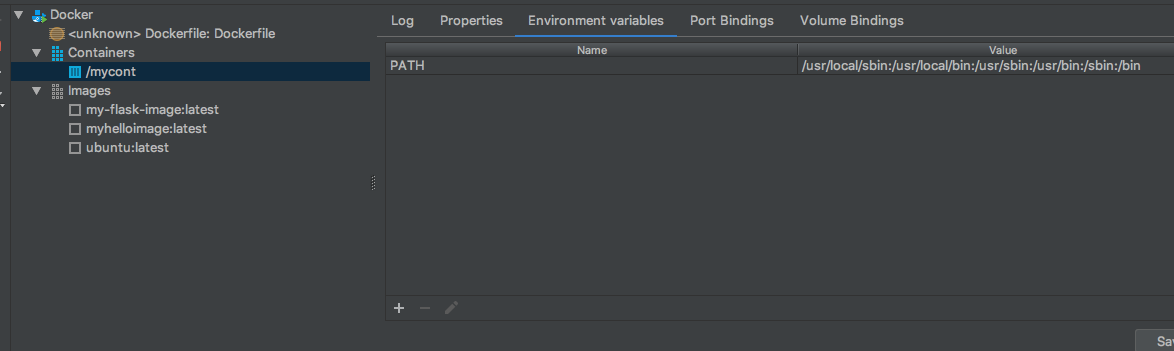 Docker
<unknown> Dockerfile: Dockerfile
Containers
/mycont
Images
my-flask-image:latest
myhelloimage:latest
ubuntu:latest
Log Properties Environment variables Port Bindings Volume Bindings
Name Value
PATH /usr/local/sbin:/usr/local/bin:/usr/sbin:/usr/bin:/sbin:/bin